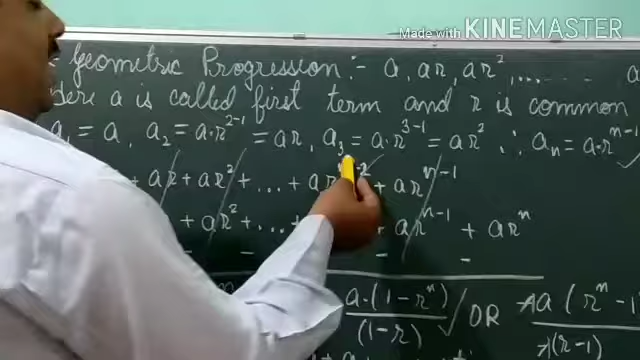 Made with KINEMASTER
Geometric Progression:- a, ar, ar², ........ a
a is called first term and r is common
a₁ = a, a₂ = a·r²⁻¹ = ar, a₃ = a·r³⁻¹ = ar² ∴ aₙ = a·rⁿ⁻¹
+ ar + ar² + ... + arⁿ⁻² + arⁿ⁻¹
+ ar² + ... + arⁿ⁻¹ + arⁿ
- - - -
a·(1-rⁿ)/(1-r) ✓ OR -a(rⁿ-1)/-(r-1)